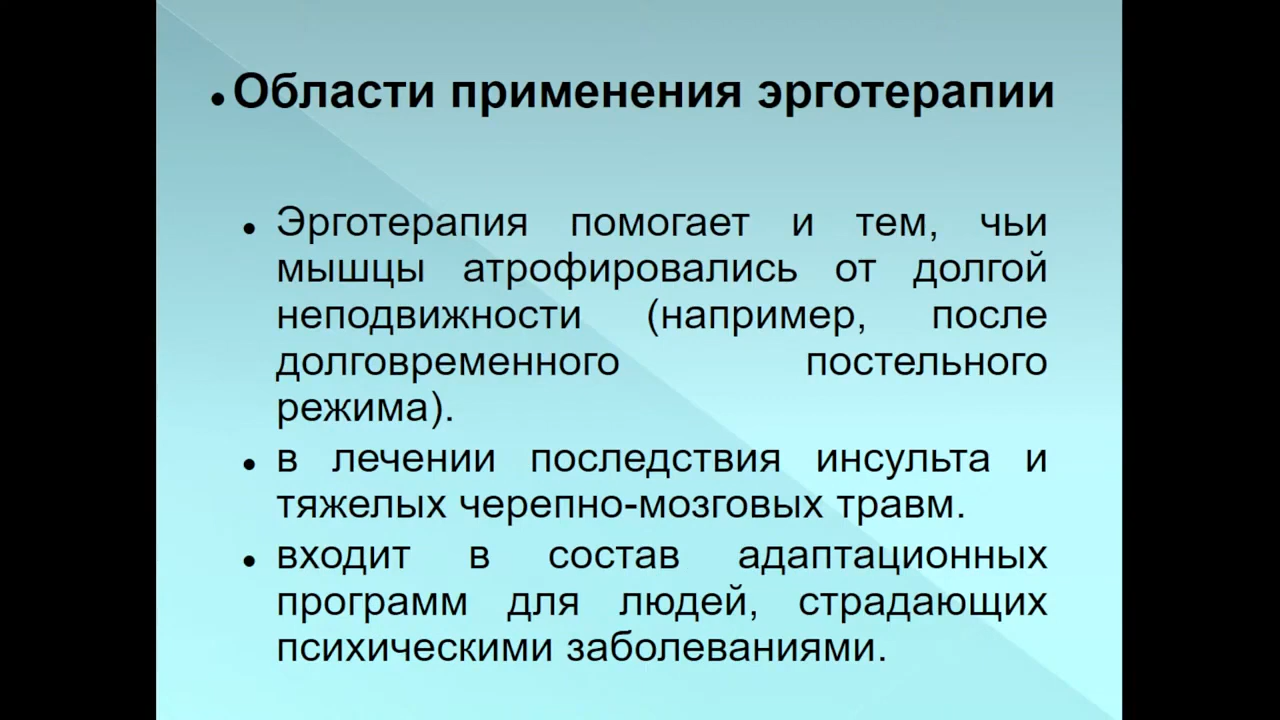 • Области применения эрготерапии
• Эрготерапия помогает и тем, чьи
мышцы атрофировались от долгой
неподвижности (например, после
долговременного постельного
режима).
• в лечении последствия инсульта и
тяжелых черепно-мозговых травм.
• входит в состав адаптационных
программ для людей, страдающих
психическими заболеваниями.